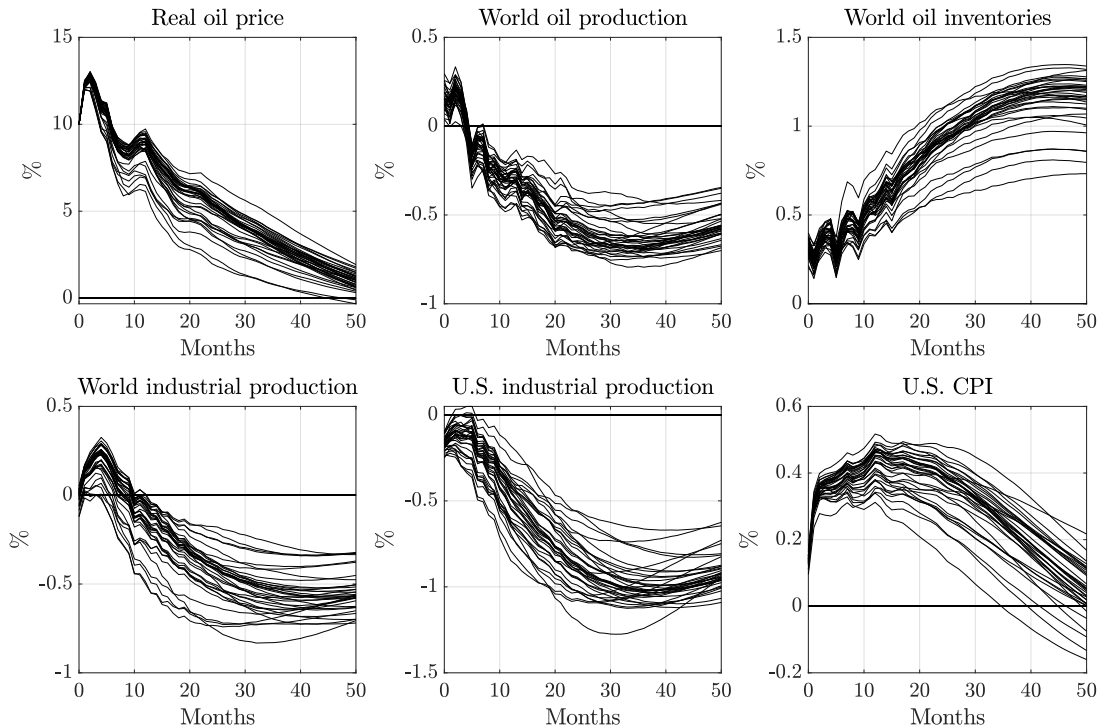 Real oil price
World oil production
World oil inventories
15
10
5
0
%
0 10 20 30 40 50
Months
0.5
0
-0.5
-1
%
0 10 20 30 40 50
Months
1.5
1
0.5
0
%
0 10 20 30 40 50
Months
World industrial production
U.S. industrial production
U.S. CPI
0.5
0
-0.5
-1
%
0 10 20 30 40 50
Months
0
-0.5
-1
-1.5
%
0 10 20 30 40 50
Months
0.6
0.4
0.2
0
-0.2
%
0 10 20 30 40 50
Months